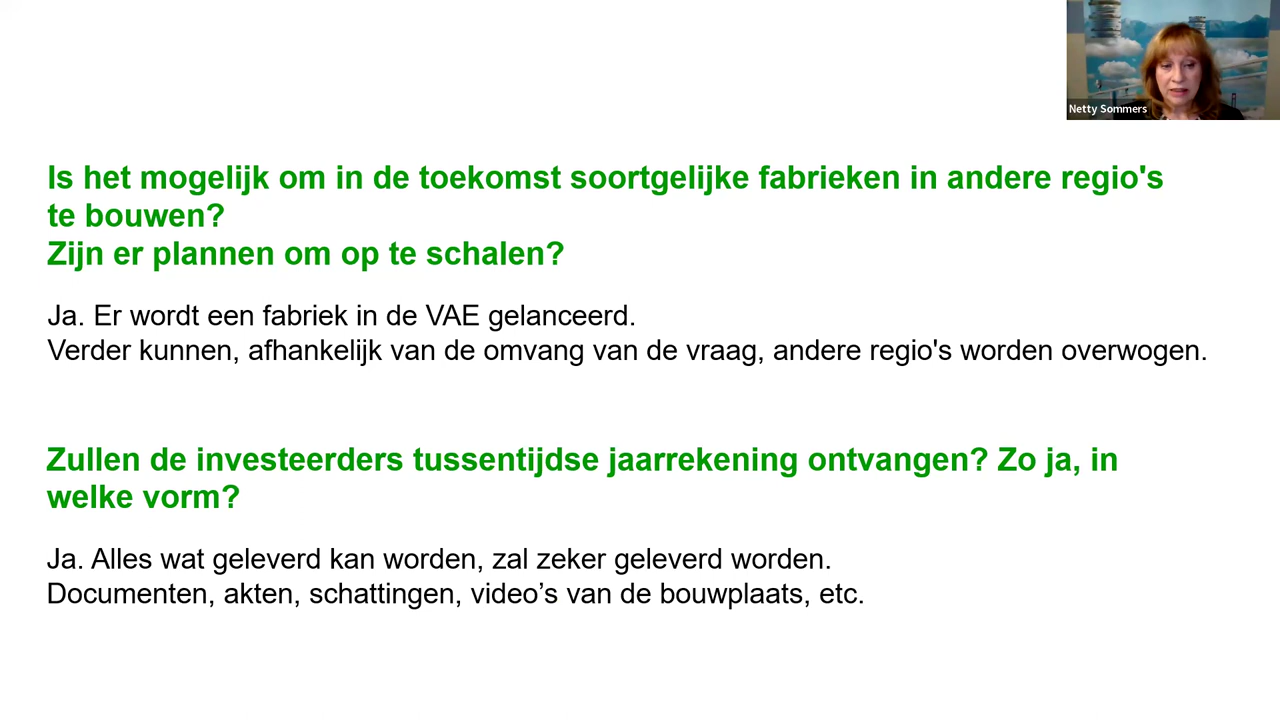 Netty Sommers
Is het mogelijk om in de toekomst soortgelijke fabrieken in andere regio's
te bouwen?
Zijn er plannen om op te schalen?
Ja. Er wordt een fabriek in de VAE gelanceerd.
Verder kunnen, afhankelijk van de omvang van de vraag, andere regio's worden overwogen.
Zullen de investeerders tussentijdse jaarrekening ontvangen? Zo ja, in
welke vorm?
Ja. Alles wat geleverd kan worden, zal zeker geleverd worden.
Documenten, akten, schattingen, video’s van de bouwplaats, etc.